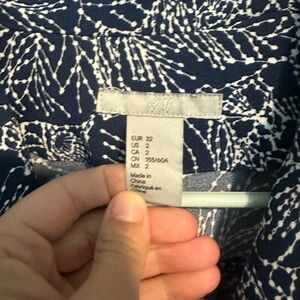 H&M
EUR 32
US 2
CA 2
CN 155/60A
MX 2
Made in
China
Fabriqué en